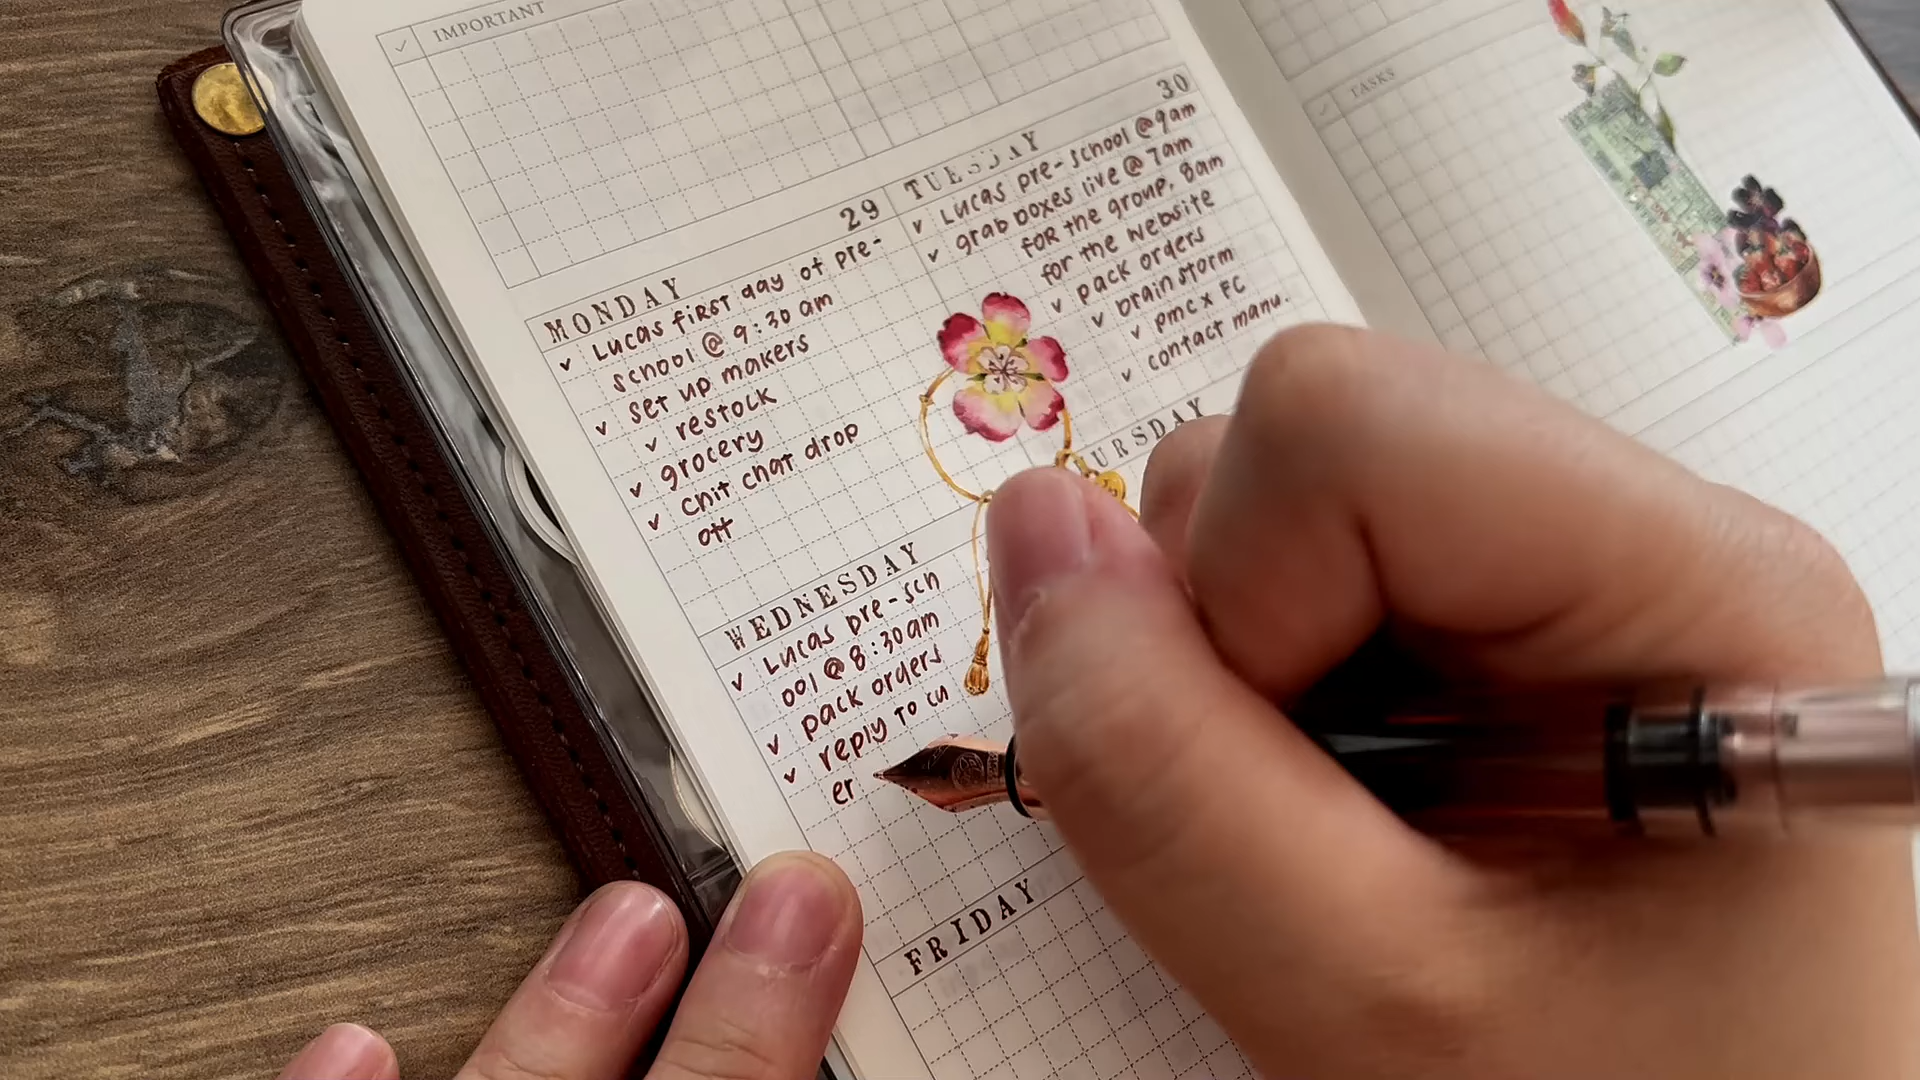 IMPORTANT
TASKS
MONDAY 29
Lucas first day of pre-
school @ 9:30 am
set up makers
restock
grocery
chit chat drop
off
TUESDAY 30
Lucas pre-school @ 9am
grab boxes live @ 7am
for the group, 8am
for the website
pack orders
brain storm
pmc x FC
contact manu.
WEDNESDAY
Lucas pre-sch
ool @ 8:30am
pack orders
reply to cu
er
URSDAY
FRIDAY